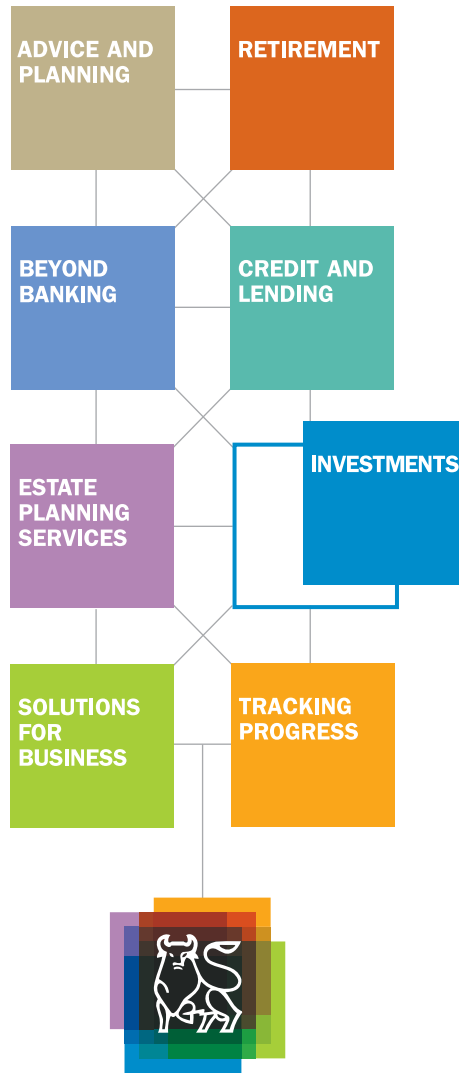 ADVICE AND
PLANNING
RETIREMENT
BEYOND
BANKING
CREDIT AND
LENDING
ESTATE
PLANNING
SERVICES
INVESTMENTS
SOLUTIONS
FOR
BUSINESS
TRACKING
PROGRESS